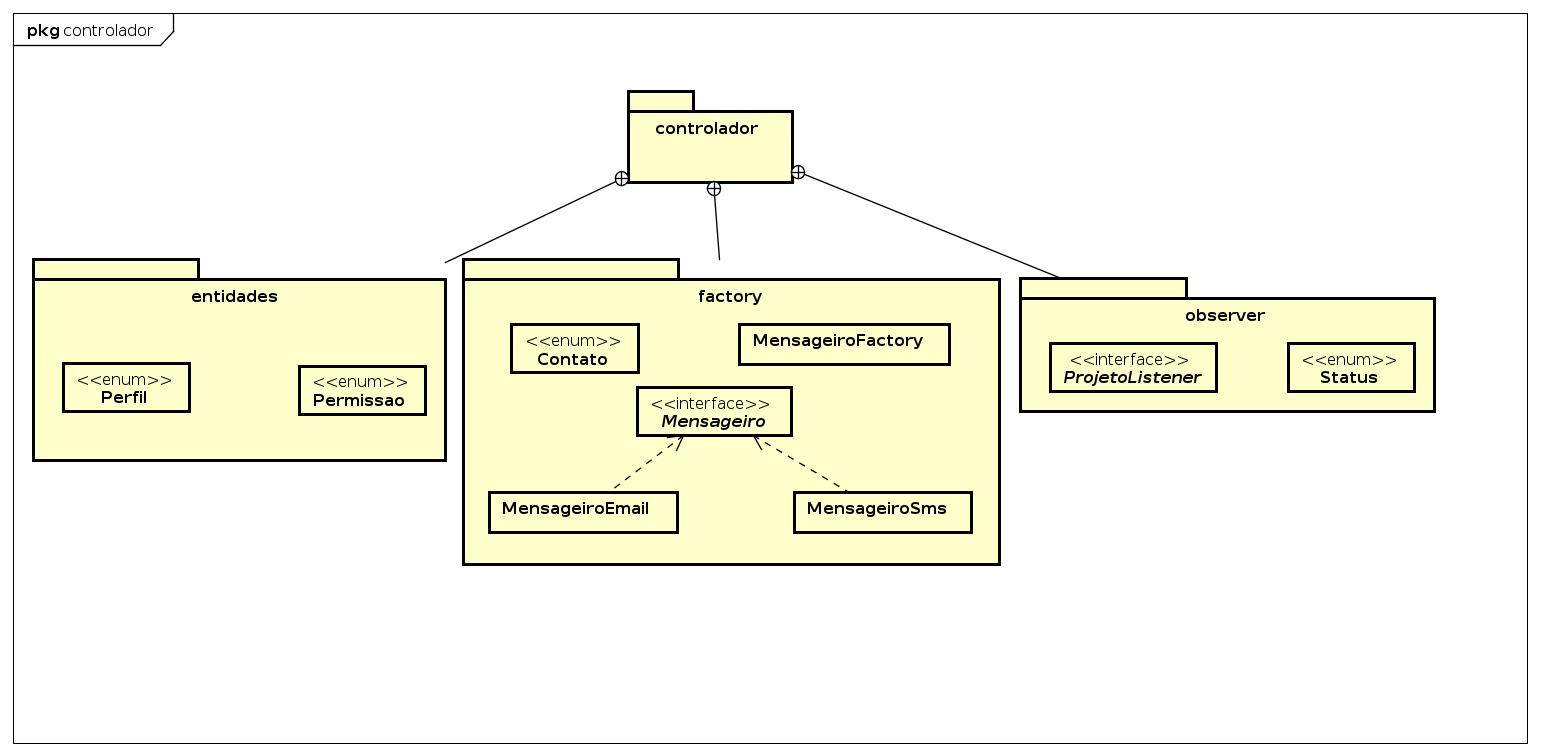 pkg controlador
controlador
entidades
<<enum>>
Perfil
<<enum>>
Permissao
factory
<<enum>>
Contato
MensageiroFactory
<<interface>>
Mensageiro
MensageiroEmail
MensageiroSms
observer
<<interface>>
ProjetoListener
<<enum>>
Status